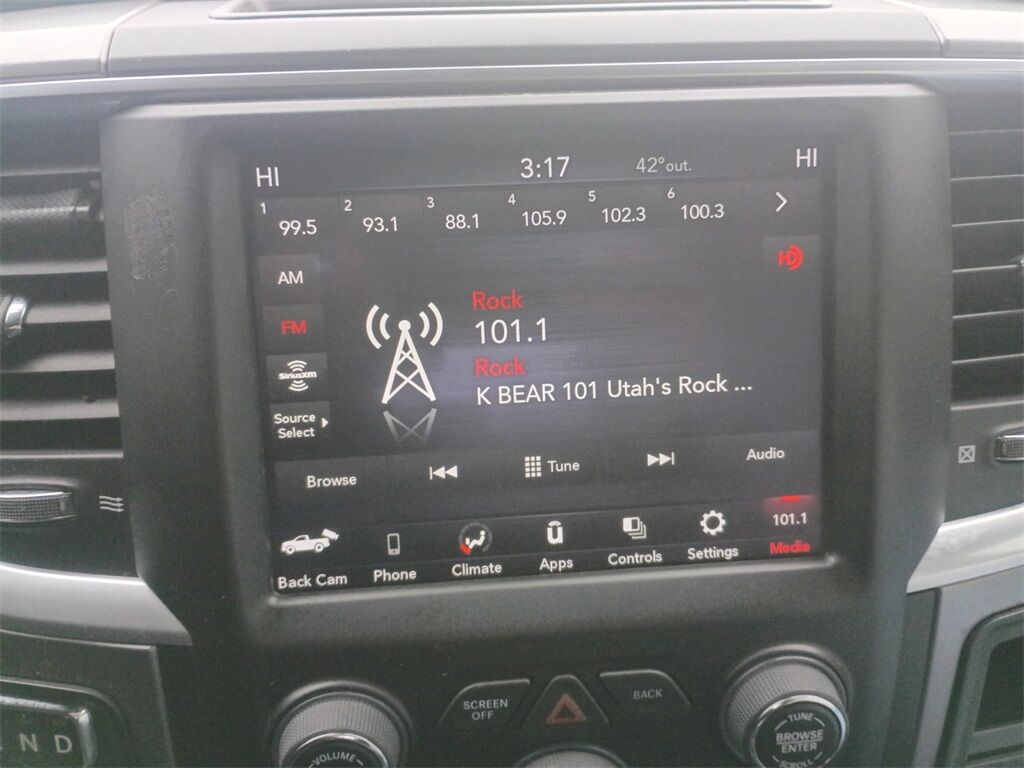 HI 3:17 42°out. HI
1 99.5 2 93.1 3 88.1 4 105.9 5 102.3 6 100.3
AM
HD
Rock
FM
101.1
Rock
SiriusXM
K BEAR 101 Utah's Rock ...
Source
Select
Browse Tune Audio
101.1
Back Cam Phone Climate Apps Controls Settings Media
SCREEN
OFF
BACK
N D
VOLUME
TUNE
BROWSE
ENTER
SCROLL